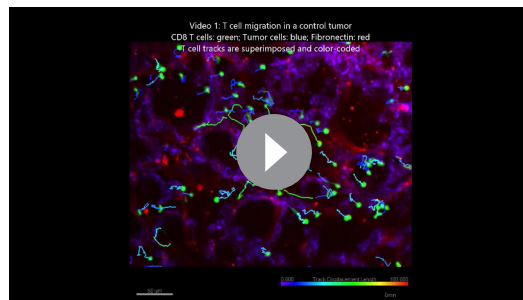 Video 1: T cell migration in a control tumor
CD8 T cells: green; Tumor cells: blue; Fibronectin: red
T cell tracks are superimposed and color-coded
0.000 Track Displacement Length 100.000
50 µm
0min